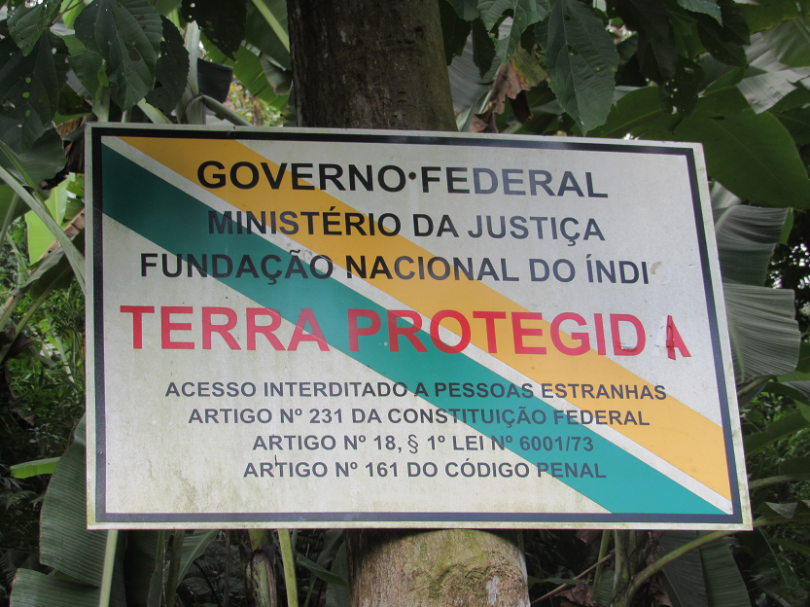 GOVERNO•FEDERAL
MINISTÉRIO DA JUSTIÇA
FUNDAÇÃO NACIONAL DO ÍNDI
TERRA PROTEGIDA
ACESSO INTERDITADO A PESSOAS ESTRANHAS
ARTIGO Nº 231 DA CONSTITUIÇÃO FEDERAL
ARTIGO Nº 18, § 1º LEI Nº 6001/73
ARTIGO Nº 161 DO CÓDIGO PENAL